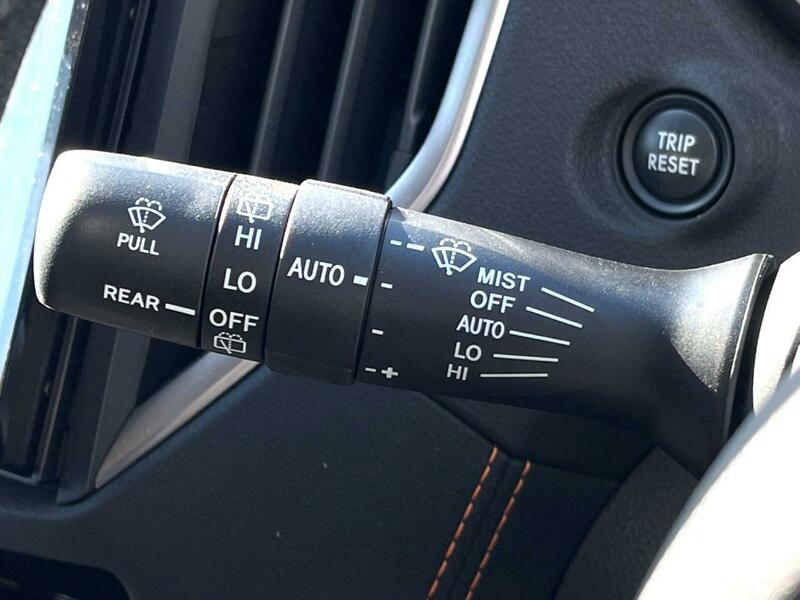 TRIP
RESET
PULL
REAR
HI
LO
OFF
AUTO
MIST
OFF
AUTO
LO
HI
- +